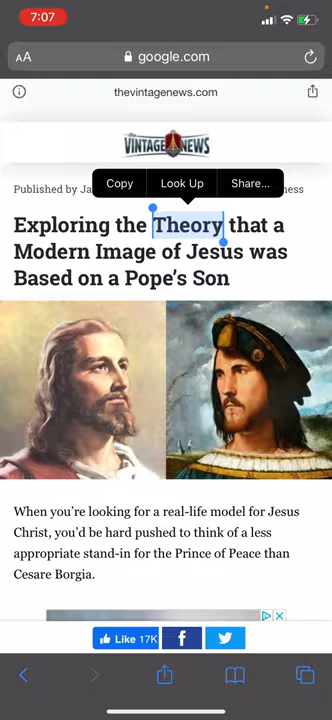 7:07
AA
google.com
thevintagenews.com
the
VINTAGE NEWS
Copy
Look Up
Share...
Published by Ja
ness
Exploring the Theory that a
Modern Image of Jesus was
Based on a Pope's Son
When you're looking for a real-life model for Jesus
Christ, you'd be hard pushed to think of a less
appropriate stand-in for the Prince of Peace than
Cesare Borgia.
Like 17K